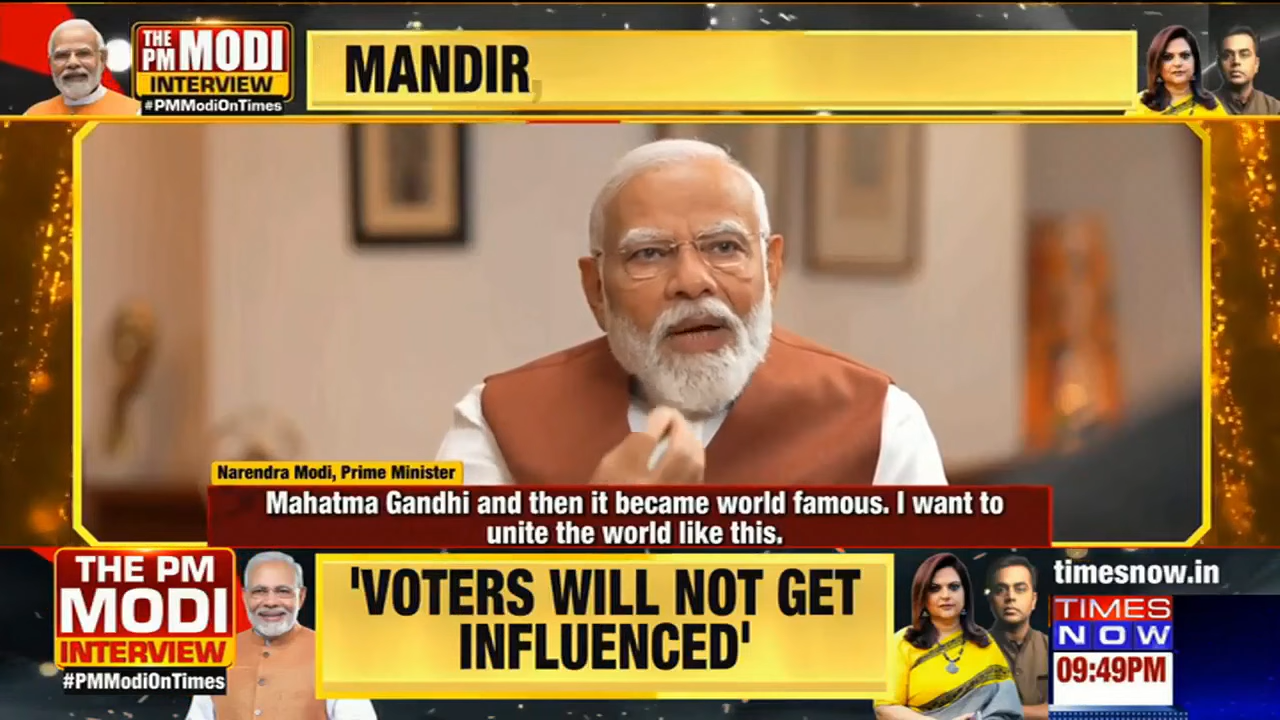 THE
PM MODI
INTERVIEW
#PMModiOnTimes
MANDIR,
Narendra Modi, Prime Minister
Mahatma Gandhi and then it became world famous. I want to
unite the world like this.
THE PM
MODI
INTERVIEW
#PMModiOnTimes
'VOTERS WILL NOT GET
INFLUENCED'
timesnow.in
TIMES
NOW
09:49PM